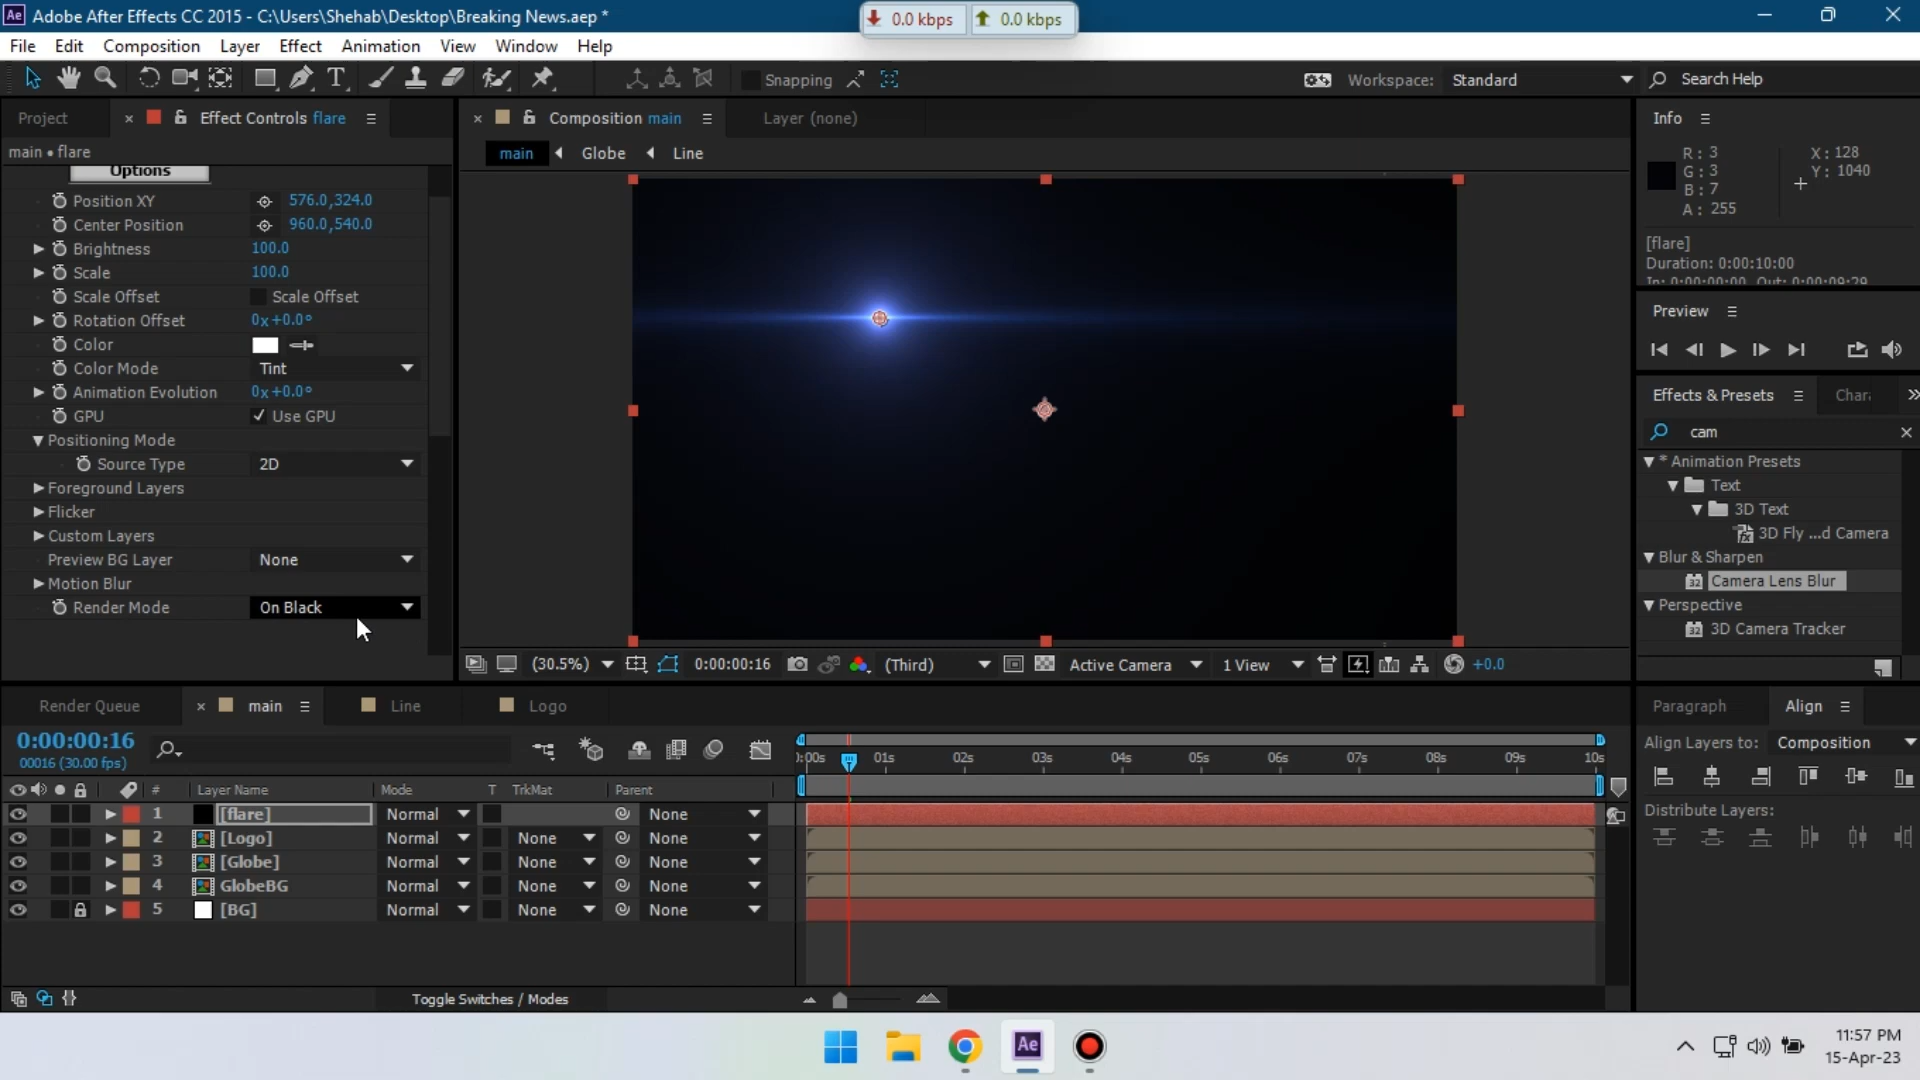 Adobe After Effects CC 2015 - C:\Users\Shehab\Desktop\Breaking News.aep *
0.0 kbps 0.0 kbps
File Edit Composition Layer Effect Animation View Window Help
Snapping
Workspace: Standard
Search Help
Project
Effect Controls flare
main • flare
Options
Position XY 576.0,324.0
Center Position 960.0,540.0
Brightness 100.0
Scale 100.0
Scale Offset Scale Offset
Rotation Offset 0x+0.0°
Color
Color Mode Tint
Animation Evolution 0x+0.0°
GPU Use GPU
Positioning Mode
Source Type 2D
Foreground Layers
Flicker
Custom Layers
Preview BG Layer None
Motion Blur
Render Mode On Black
Composition main
Layer (none)
main Globe Line
(30.5%) 0:00:00:16 (Third) Active Camera 1 View +0.0
Info
R: 3
G: 3
B: 7
A: 255
X: 128
Y: 1040
[flare]
Duration: 0:00:10:00
In: 0:00:00:00, Out: 0:00:09:29
Preview
Effects & Presets
cam
* Animation Presets
Text
3D Text
3D Fly ...d Camera
Blur & Sharpen
Camera Lens Blur
Perspective
3D Camera Tracker
Render Queue main Line Logo
0:00:00:16
00016 (30.00 fps)
# Layer Name Mode T TrkMat Parent
1 [flare] Normal None
2 [Logo] Normal None None
3 [Globe] Normal None None
4 GlobeBG Normal None None
5 [BG] Normal None None
01s 02s 03s 04s 05s 06s 07s 08s 09s 10s
Toggle Switches / Modes
Paragraph Align
Align Layers to: Composition
Distribute Layers:
Ae
11:57 PM
15-Apr-23